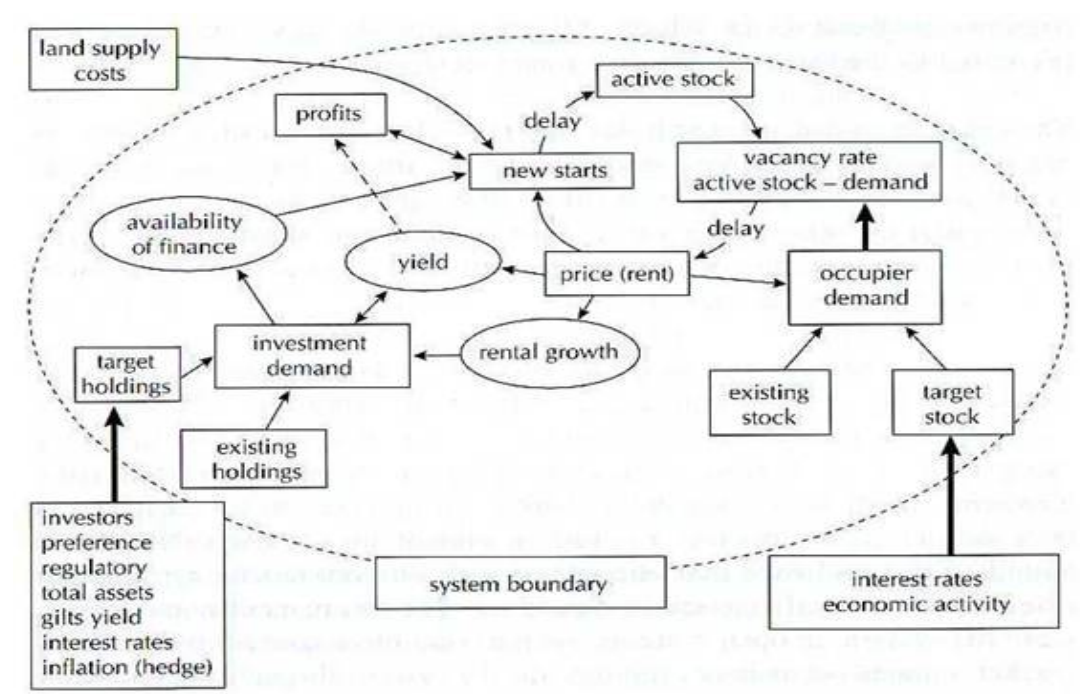 land supply
costs
active stock
profits
delay
new starts
vacancy rate
active stock – demand
availability
of finance
delay
yield
price (rent)
occupier
demand
investment
demand
rental growth
target
holdings
existing
stock
target
stock
existing
holdings
investors
preference
regulatory
total assets
gilts yield
interest rates
inflation (hedge)
system boundary
interest rates
economic activity